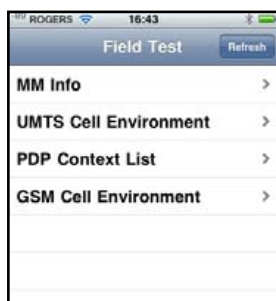 ROGERS 16:43
Field Test Refresh
MM Info
UMTS Cell Environment
PDP Context List
GSM Cell Environment